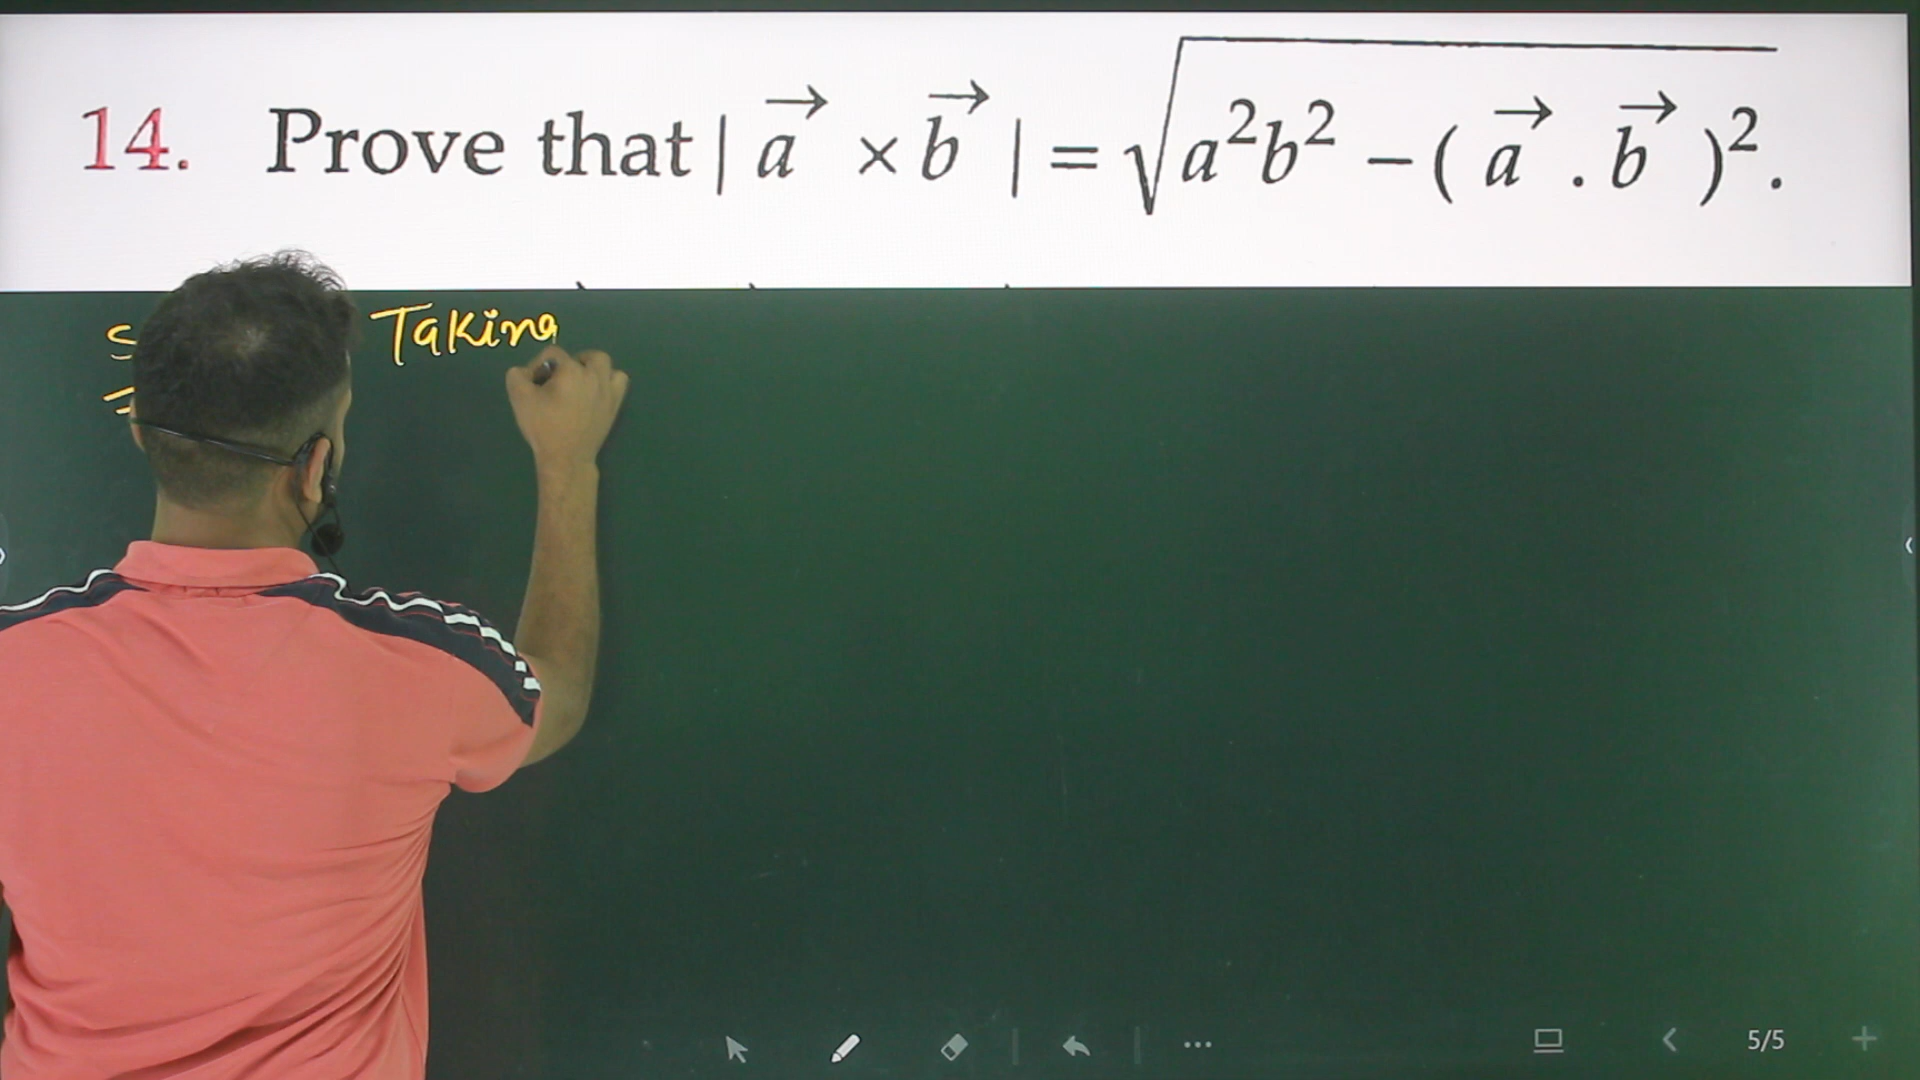 14. Prove that | a⃗ × b⃗ | = √a²b² – ( a⃗ . b⃗ )².
Taking
5/5